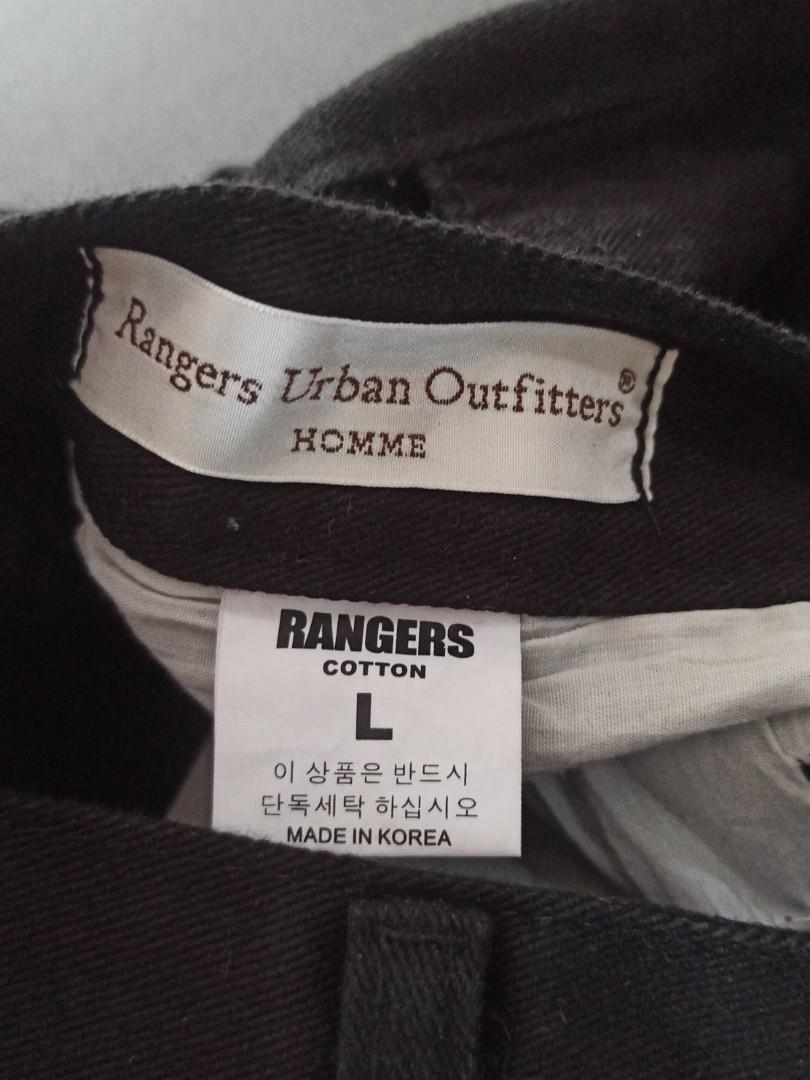 Rangers Urban Outfitters®
HOMME
RANGERS
COTTON
L
이 상품은 반드시
단독세탁 하십시오
MADE IN KOREA